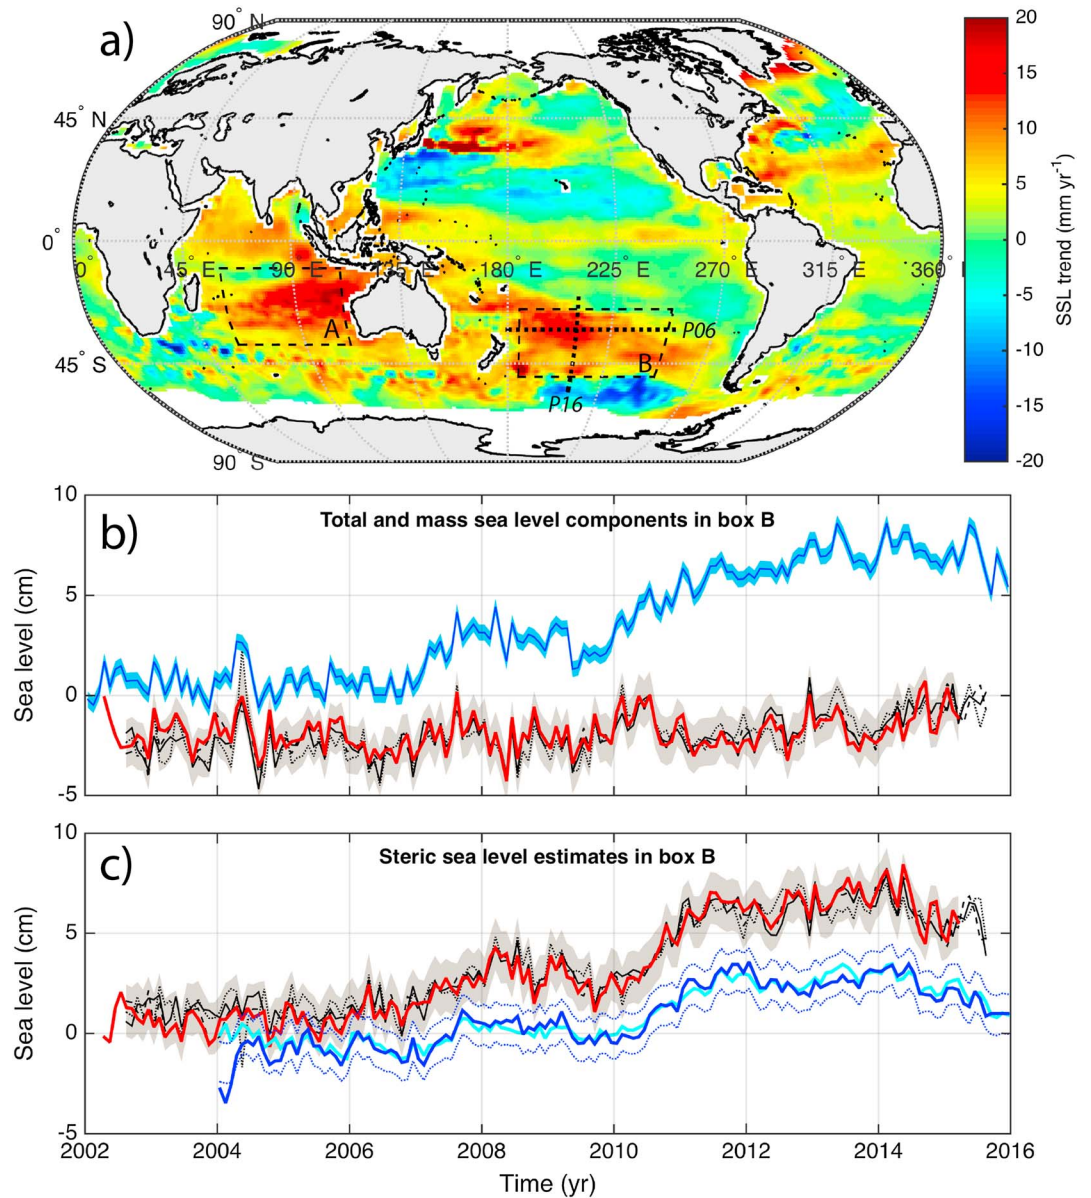 a)
90° N
45° N
0°
0°
45° E
90° E
135° E
180° E
225° E
270° E
315° E
360°
A
B
P06
P16
45° S
90° S
20
15
10
5
0
-5
-10
-15
-20
SSL trend (mm yr⁻¹)
b)
Total and mass sea level components in box B
10
5
0
-5
Sea level (cm)
c)
Steric sea level estimates in box B
10
5
0
-5
Sea level (cm)
2002 2004 2006 2008 2010 2012 2014 2016
Time (yr)